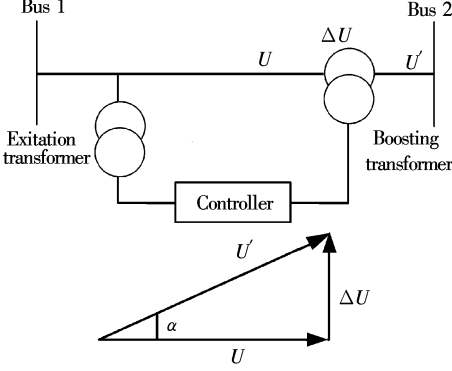 Bus 1
Bus 2
ΔU
U
U′
Exitation
transformer
Boosting
transformer
Controller
U′
ΔU
α
U